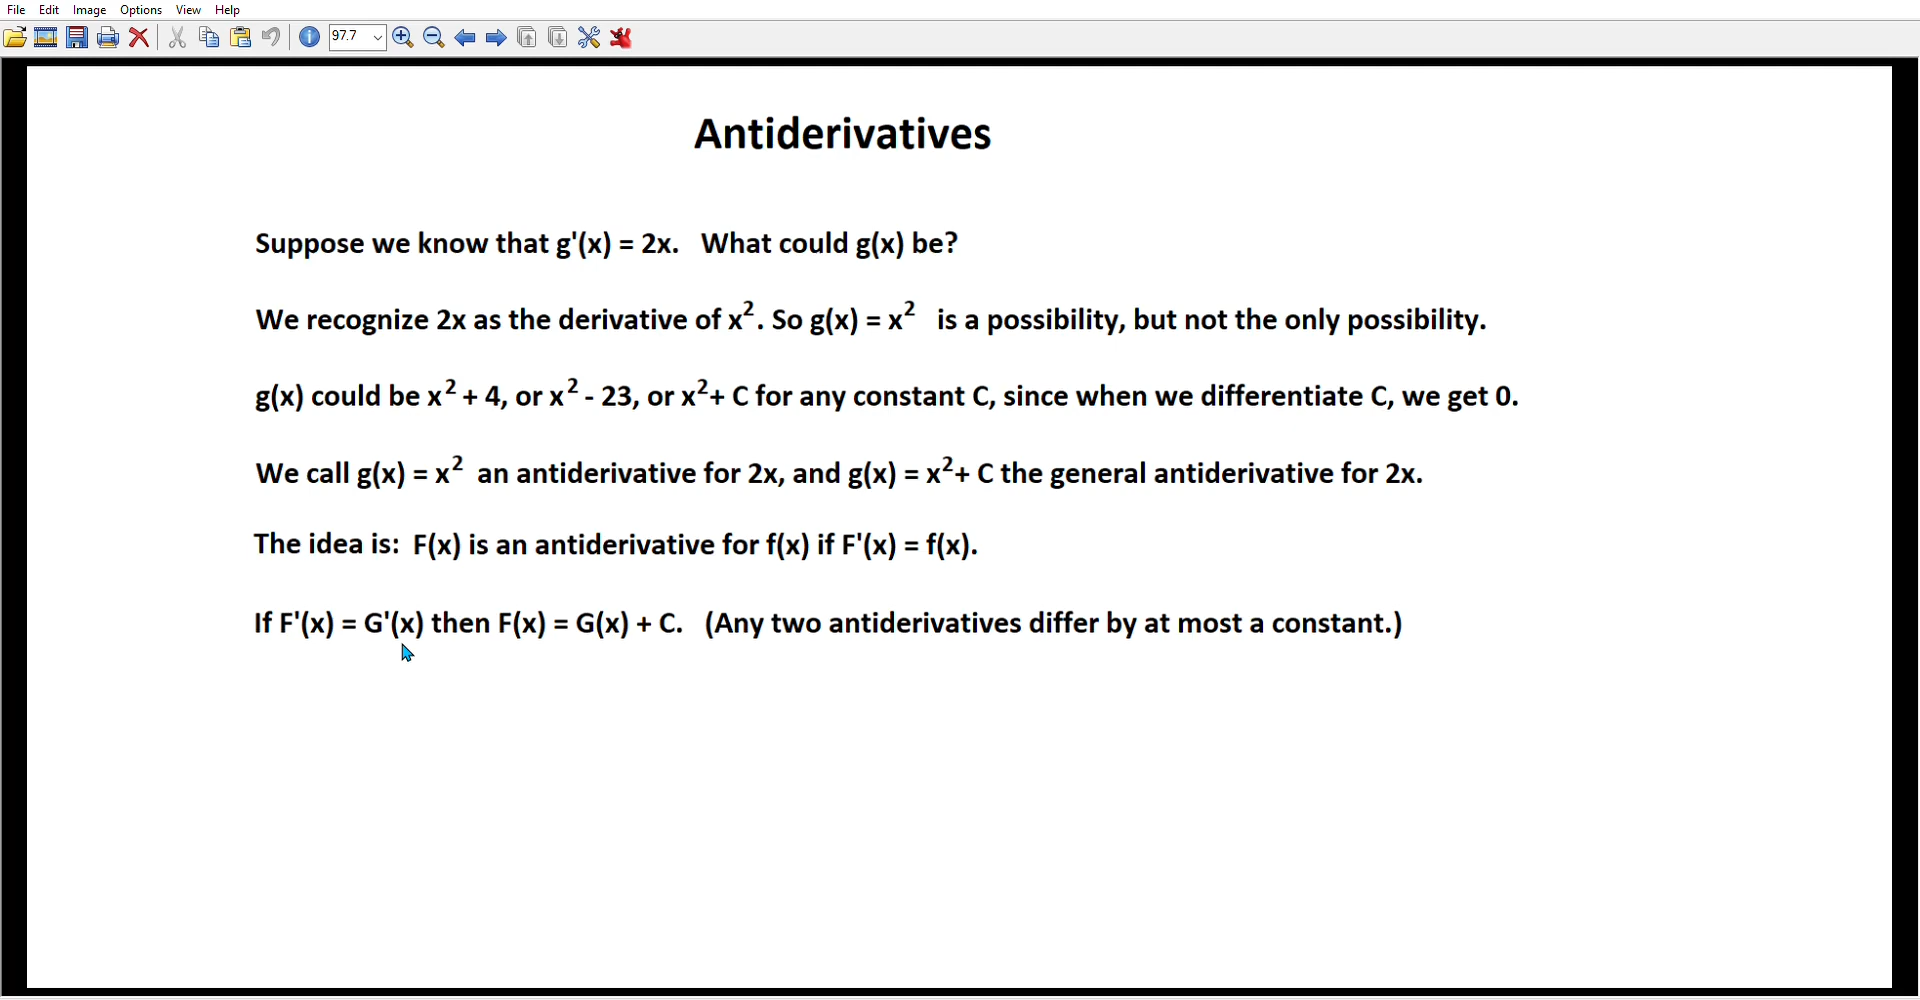 File Edit Image Options View Help
97.7
Antiderivatives
Suppose we know that g'(x) = 2x. What could g(x) be?
We recognize 2x as the derivative of x². So g(x) = x² is a possibility, but not the only possibility.
g(x) could be x² + 4, or x² - 23, or x²+ C for any constant C, since when we differentiate C, we get 0.
We call g(x) = x² an antiderivative for 2x, and g(x) = x²+ C the general antiderivative for 2x.
The idea is: F(x) is an antiderivative for f(x) if F'(x) = f(x).
If F'(x) = G'(x) then F(x) = G(x) + C. (Any two antiderivatives differ by at most a constant.)